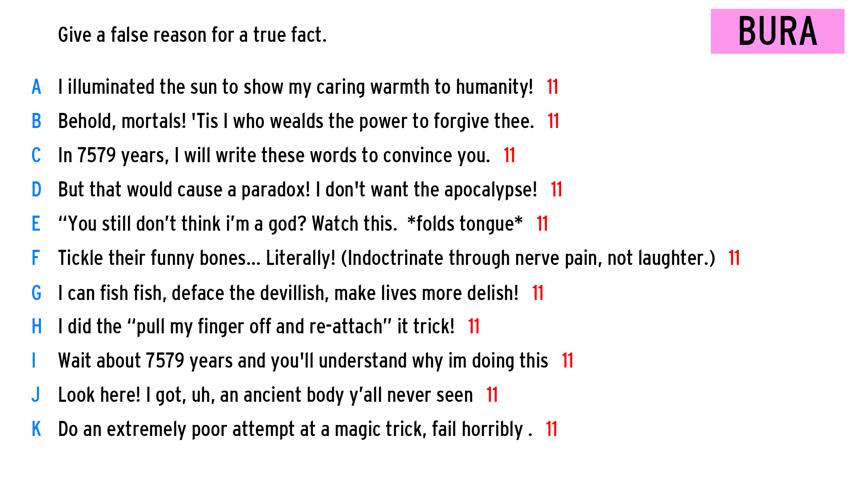 Give a false reason for a true fact.
BURA
A I illuminated the sun to show my caring warmth to humanity! 11
B Behold, mortals! 'Tis I who wealds the power to forgive thee. 11
C In 7579 years, I will write these words to convince you. 11
D But that would cause a paradox! I don't want the apocalypse! 11
E “You still don’t think i’m a god? Watch this. *folds tongue* 11
F Tickle their funny bones... Literally! (Indoctrinate through nerve pain, not laughter.) 11
G I can fish fish, deface the devillish, make lives more delish! 11
H I did the “pull my finger off and re-attach” it trick! 11
I Wait about 7579 years and you'll understand why im doing this 11
J Look here! I got, uh, an ancient body y’all never seen 11
K Do an extremely poor attempt at a magic trick, fail horribly . 11